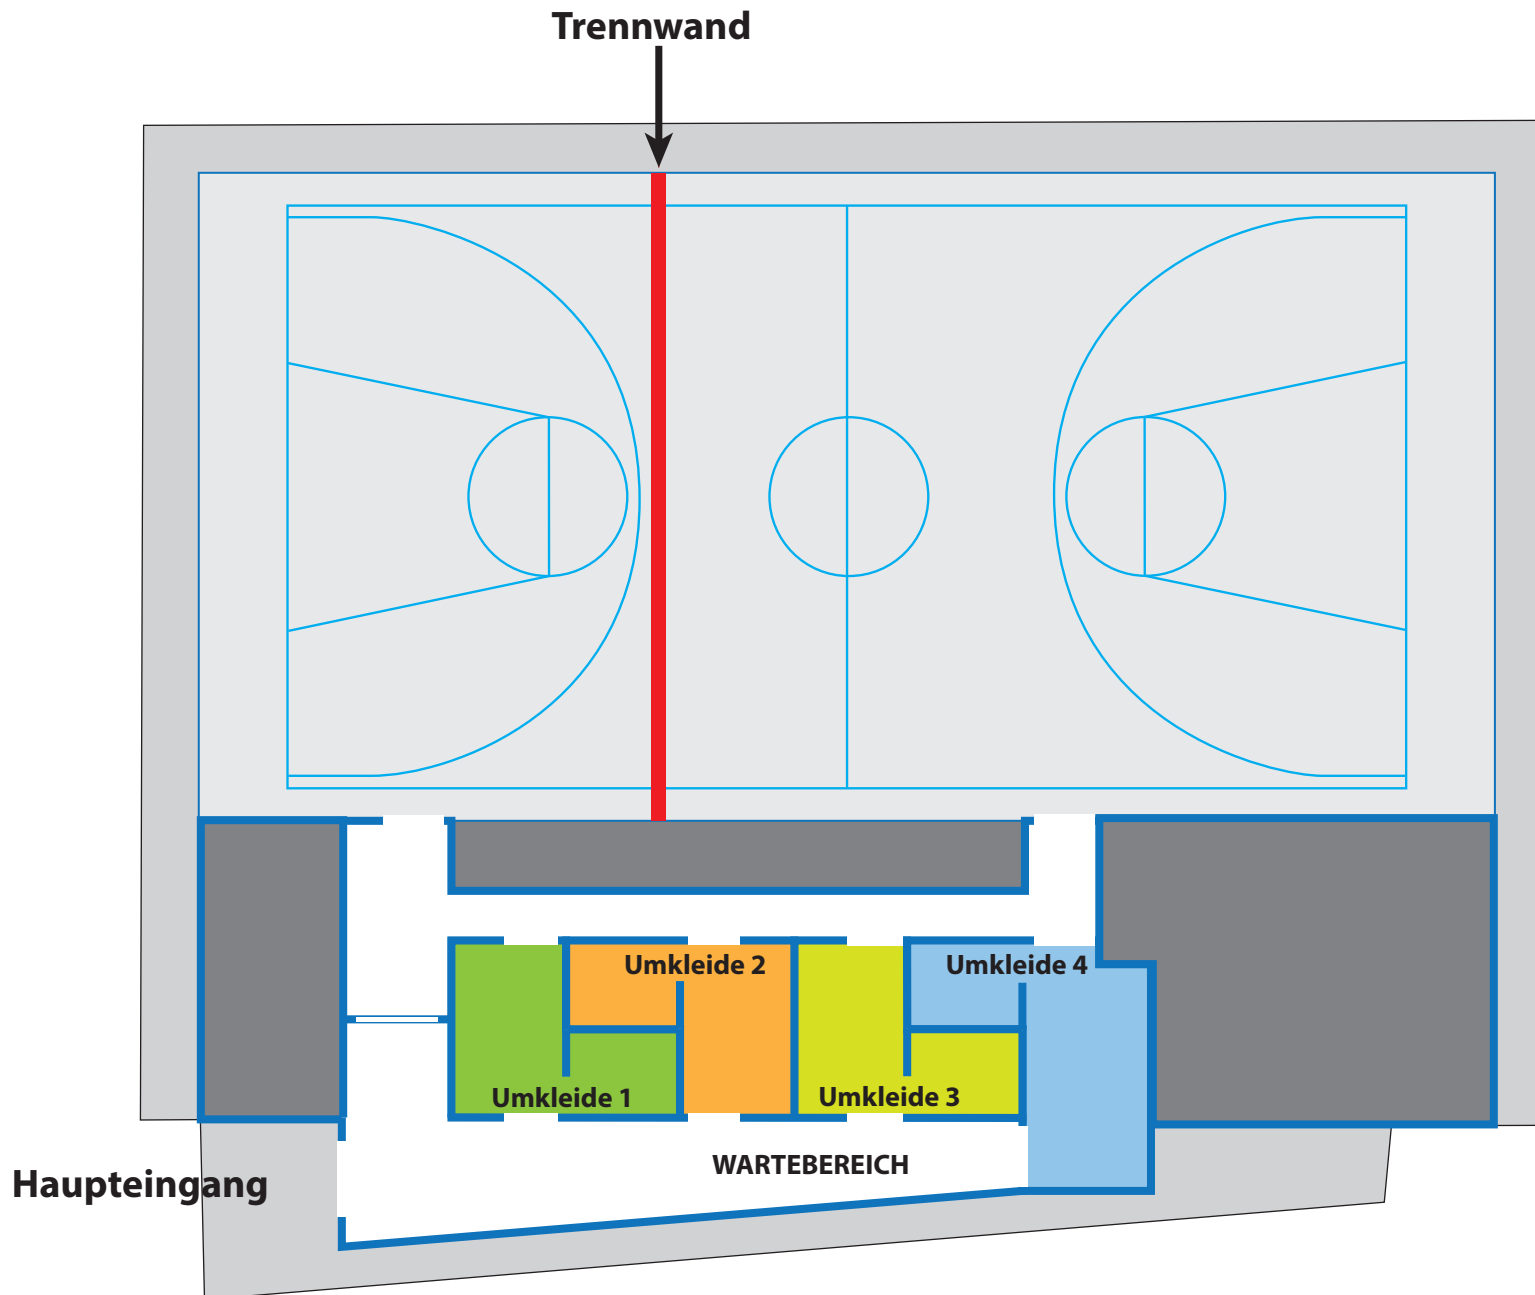 Trennwand
Umkleide 2
Umkleide 4
Umkleide 1
Umkleide 3
WARTEBEREICH
Haupteingang